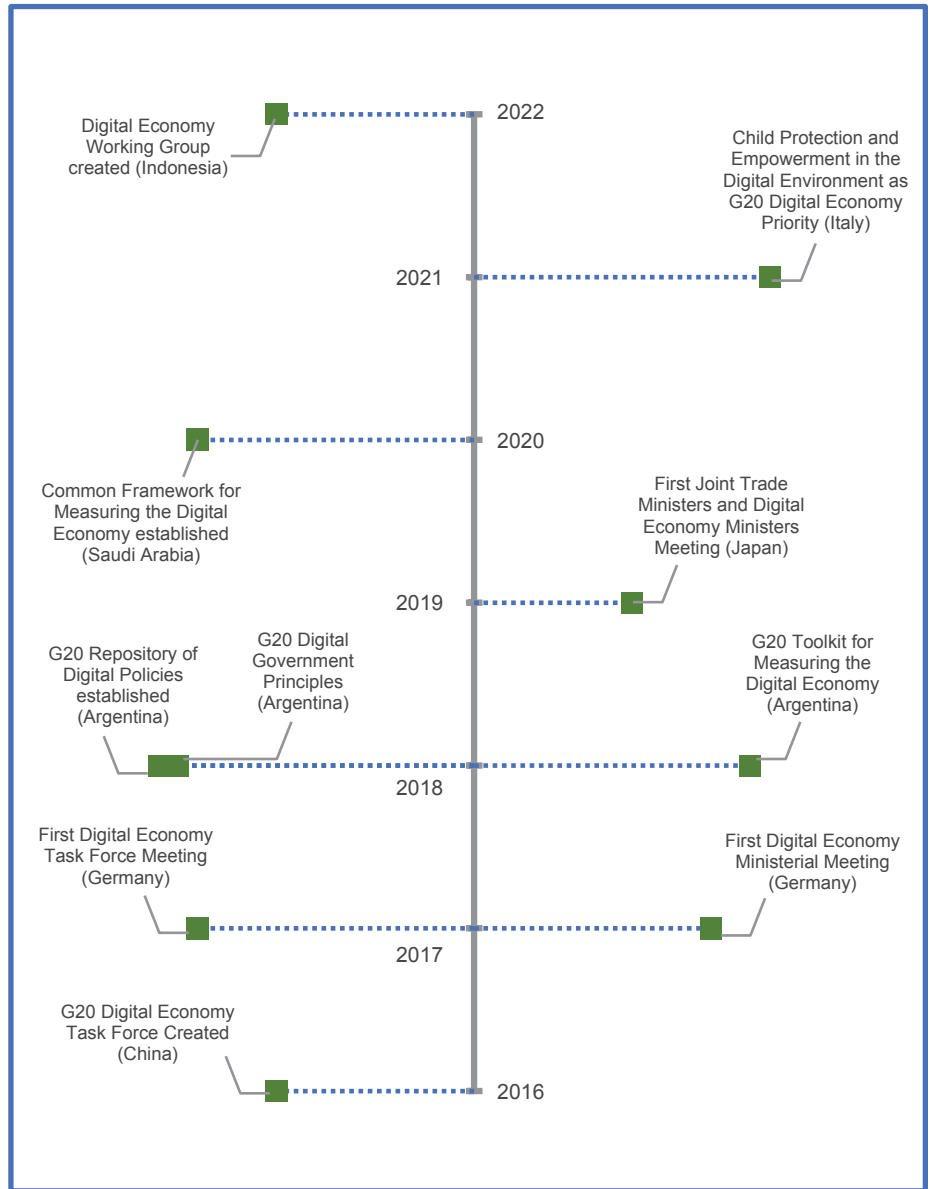 2022
Digital Economy
Working Group
created (Indonesia)
Child Protection and
Empowerment in the
Digital Environment as
G20 Digital Economy
Priority (Italy)
2021
2020
Common Framework for
Measuring the Digital
Economy established
(Saudi Arabia)
First Joint Trade
Ministers and Digital
Economy Ministers
Meeting (Japan)
2019
G20 Repository of
Digital Policies
established
(Argentina)
G20 Digital
Government
Principles
(Argentina)
G20 Toolkit for
Measuring the
Digital Economy
(Argentina)
2018
First Digital Economy
Task Force Meeting
(Germany)
First Digital Economy
Ministerial Meeting
(Germany)
2017
G20 Digital Economy
Task Force Created
(China)
2016